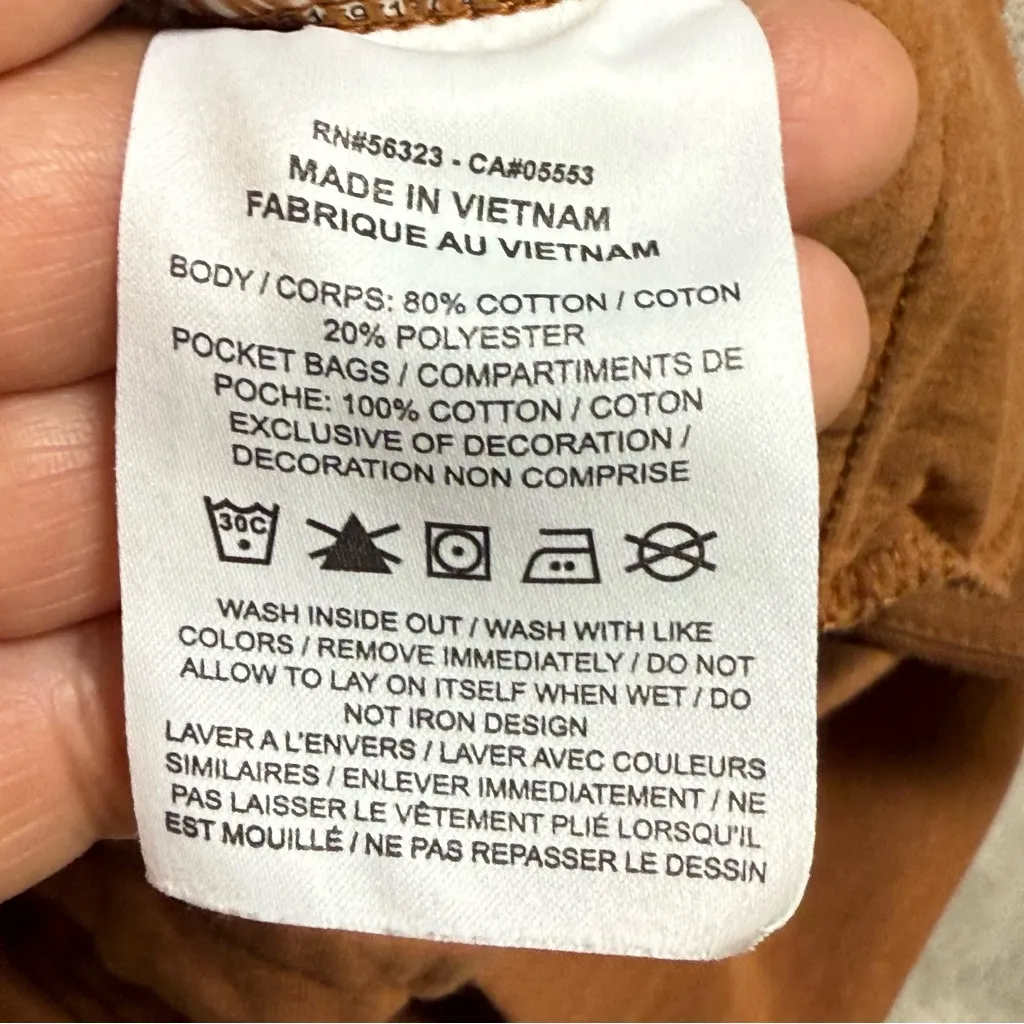 RN#56323 - CA#05553
MADE IN VIETNAM
FABRIQUE AU VIETNAM
BODY / CORPS: 80% COTTON / COTON
20% POLYESTER
POCKET BAGS / COMPARTIMENTS DE
POCHE: 100% COTTON / COTON
EXCLUSIVE OF DECORATION /
DECORATION NON COMPRISE
30C
WASH INSIDE OUT / WASH WITH LIKE
COLORS / REMOVE IMMEDIATELY / DO NOT
ALLOW TO LAY ON ITSELF WHEN WET / DO
NOT IRON DESIGN
LAVER A L'ENVERS / LAVER AVEC COULEURS
SIMILAIRES / ENLEVER IMMEDIATEMENT / NE
PAS LAISSER LE VÊTEMENT PLIÉ LORSQU'IL
EST MOUILLÉ / NE PAS REPASSER LE DESSIN